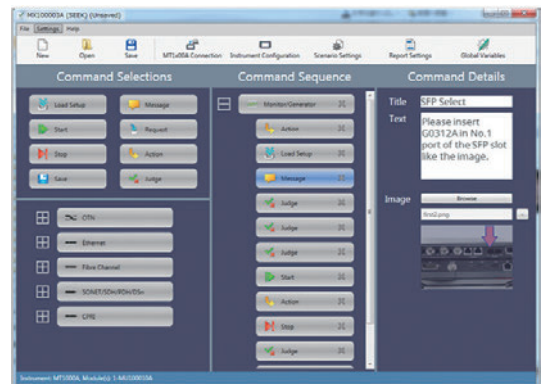 MX100003A (SEEK) (Unsaved)
File Settings Help
New Open Save MT1x00A Connection Instrument Configuration Scenario Settings Report Settings Global Variables
Command Selections
Load Setup Message
Start Request
Stop Action
Save Judge
OTN
Ethernet
Fibre Channel
SONET/SDH/PDH/DSn
CPRI
Command Sequence
Monitor/Generator
Action
Load Setup
Message
Judge
Judge
Judge
Start
Action
Stop
Judge
Command Details
Title SFP Select
Text Please insert
G0312A in No.1
port of the SFP slot
like the image.
Image Browse
first2.png
Instrument: MT1000A, Module(s): 1-MU100010A